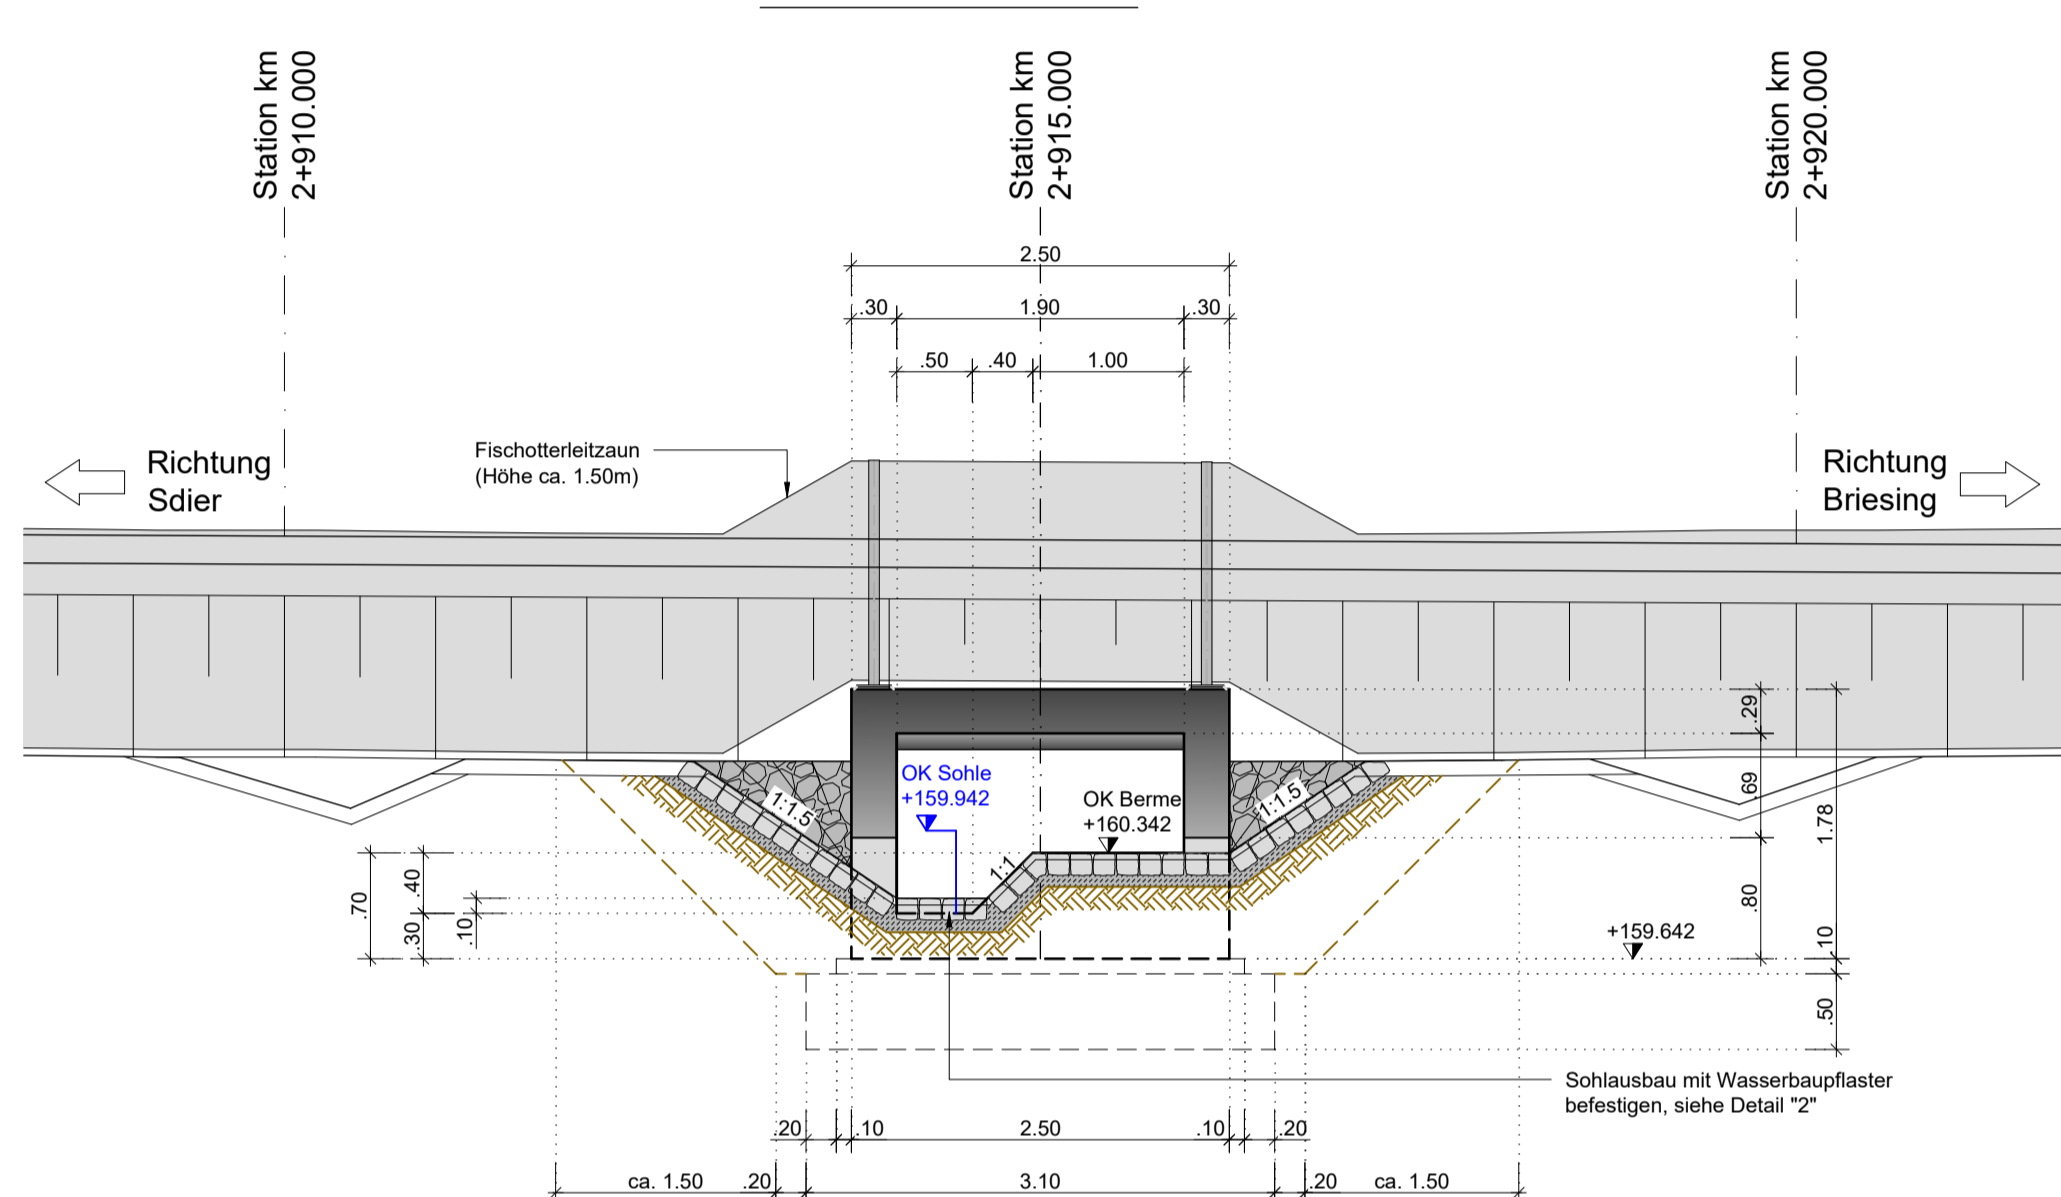 Station km
2+910.000
Station km
2+915.000
Station km
2+920.000
2.50
.30
1.90
.30
.50
.40
1.00
Fischotterleitzaun
(Höhe ca. 1.50m)
Richtung
Sdier
Richtung
Briesing
OK Sohle
+159.942
OK Berme
+160.342
1:1.5
1:1.5
1:1
.70
.40
.30
.10
.29
.69
.80
1.78
.10
.50
+159.642
Sohlausbau mit Wasserbaupflaster
befestigen, siehe Detail "2"
.20
.10
2.50
.10
.20
ca. 1.50
.20
3.10
.20
ca. 1.50